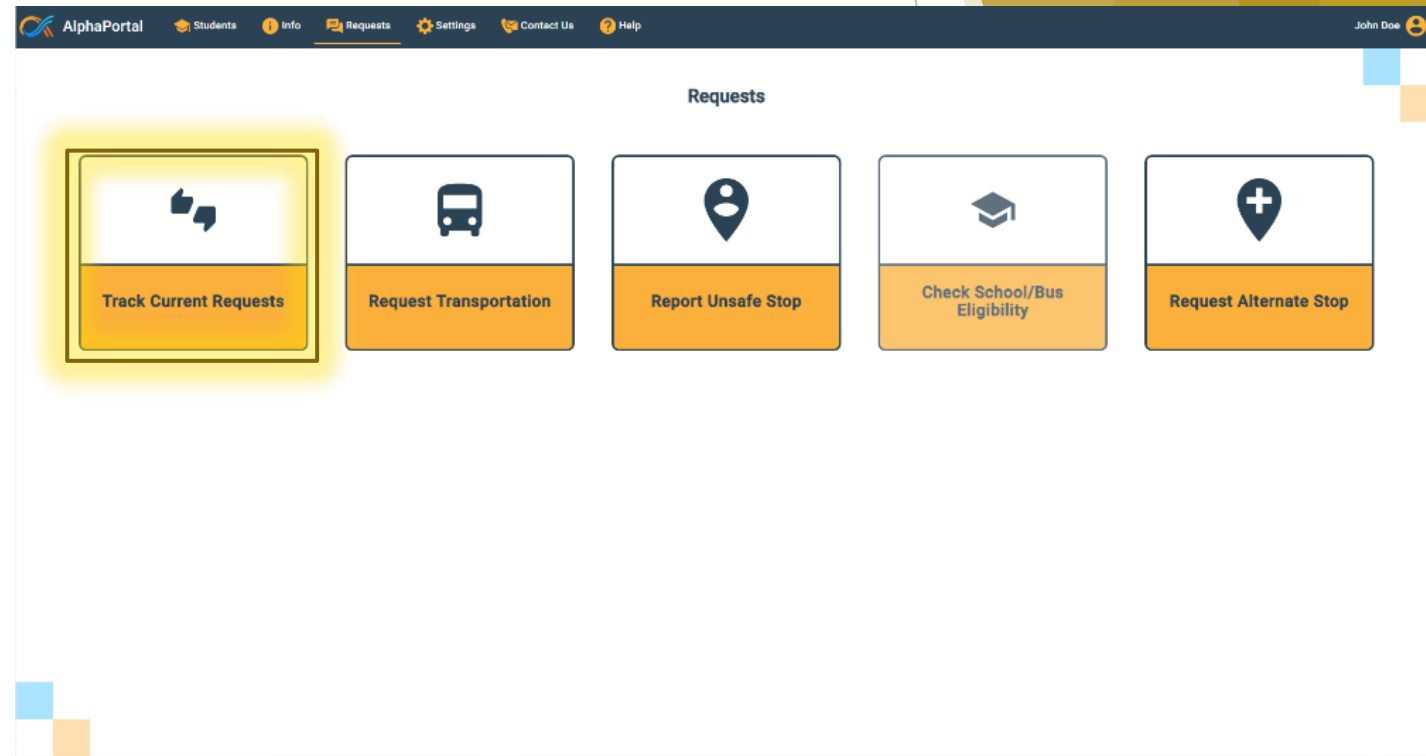 AlphaPortal Students Info Requests Settings Contact Us Help John Doe
Requests
Track Current Requests
Request Transportation
Report Unsafe Stop
Check School/Bus
Eligibility
Request Alternate Stop